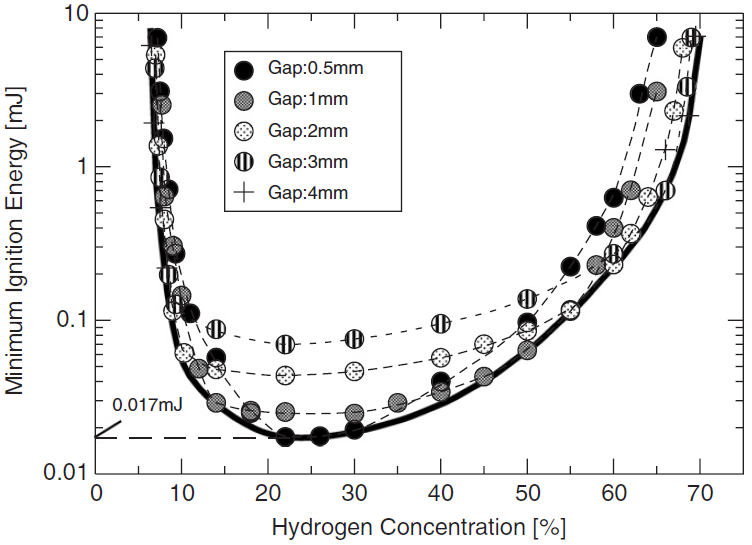 10
1
0.1
0.01
Minimum Ignition Energy [mJ]
Gap:0.5mm
Gap:1mm
Gap:2mm
Gap:3mm
Gap:4mm
0.017mJ
0 10 20 30 40 50 60 70
Hydrogen Concentration [%]